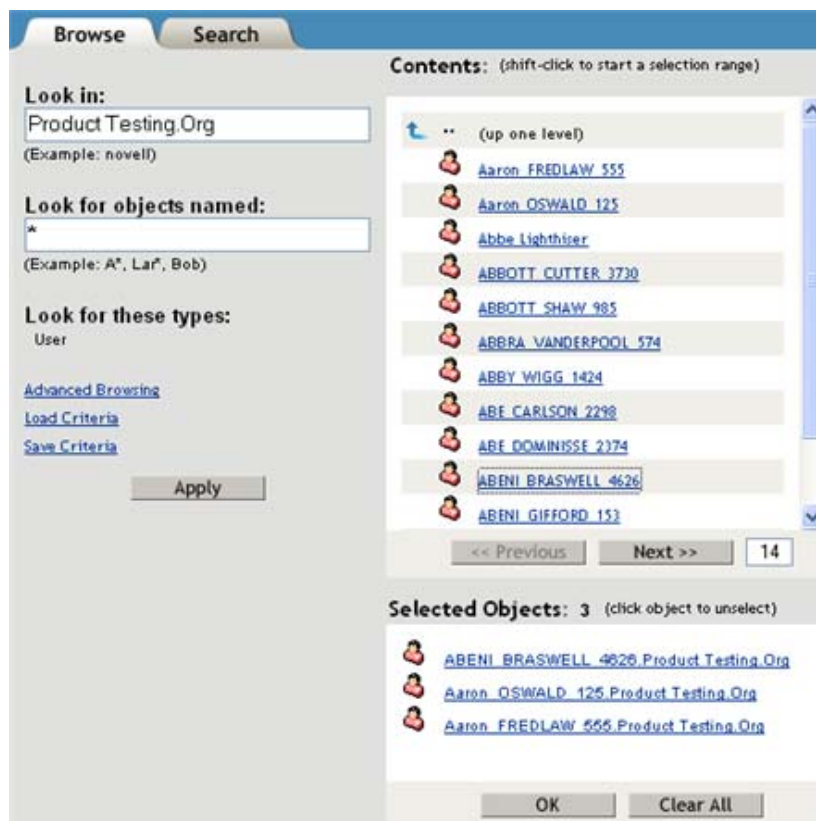 Browse
Search
Look in:
Product Testing.Org
(Example: novell)
Look for objects named:
*
(Example: A*, Lar*, Bob)
Look for these types:
User
Advanced Browsing
Load Criteria
Save Criteria
Apply
Contents: (shift-click to start a selection range)
.. (up one level)
Aaron FREDLAW 555
Aaron OSWALD 125
Abbe Lighthiser
ABBOTT CUTTER 3730
ABBOTT SHAW 985
ABBRA VANDERPOOL 574
ABBY WIGG 1424
ABE CARLSON 2298
ABE DOMINISSE 2374
ABENI BRASWELL 4626
ABENI GIFFORD 153
<< Previous
Next >>
14
Selected Objects: 3 (click object to unselect)
ABENI BRASWELL 4626.Product Testing.Org
Aaron OSWALD 125.Product Testing.Org
Aaron FREDLAW 555.Product Testing.Org
OK
Clear All